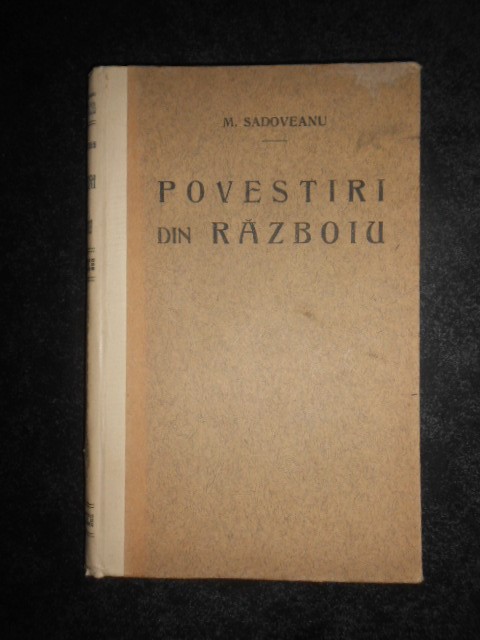 M. SADOVEANU
POVESTIRI
DIN RĂZBOIU